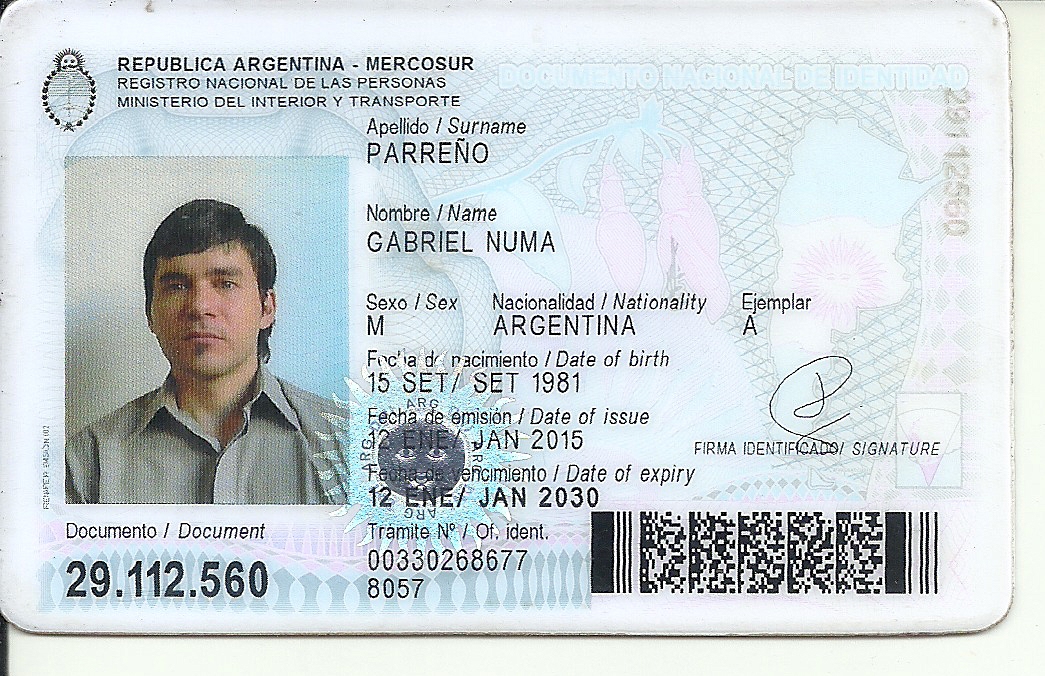 REPUBLICA ARGENTINA - MERCOSUR
REGISTRO NACIONAL DE LAS PERSONAS
MINISTERIO DEL INTERIOR Y TRANSPORTE
DOCUMENTO NACIONAL DE IDENTIDAD
Apellido / Surname
PARREÑO
Nombre / Name
GABRIEL NUMA
Sexo / Sex Nacionalidad / Nationality Ejemplar
M ARGENTINA A
Fecha de nacimiento / Date of birth
15 SET/ SET 1981
ARG
Fecha de emisión / Date of issue
12 ENE/ JAN 2015
FIRMA IDENTIFICADO/ SIGNATURE
Fecha de vencimiento / Date of expiry
12 ENE/ JAN 2030
ARG
Documento / Document
29.112.560
Trámite Nº / Of. ident.
00330268677
8057
29112560